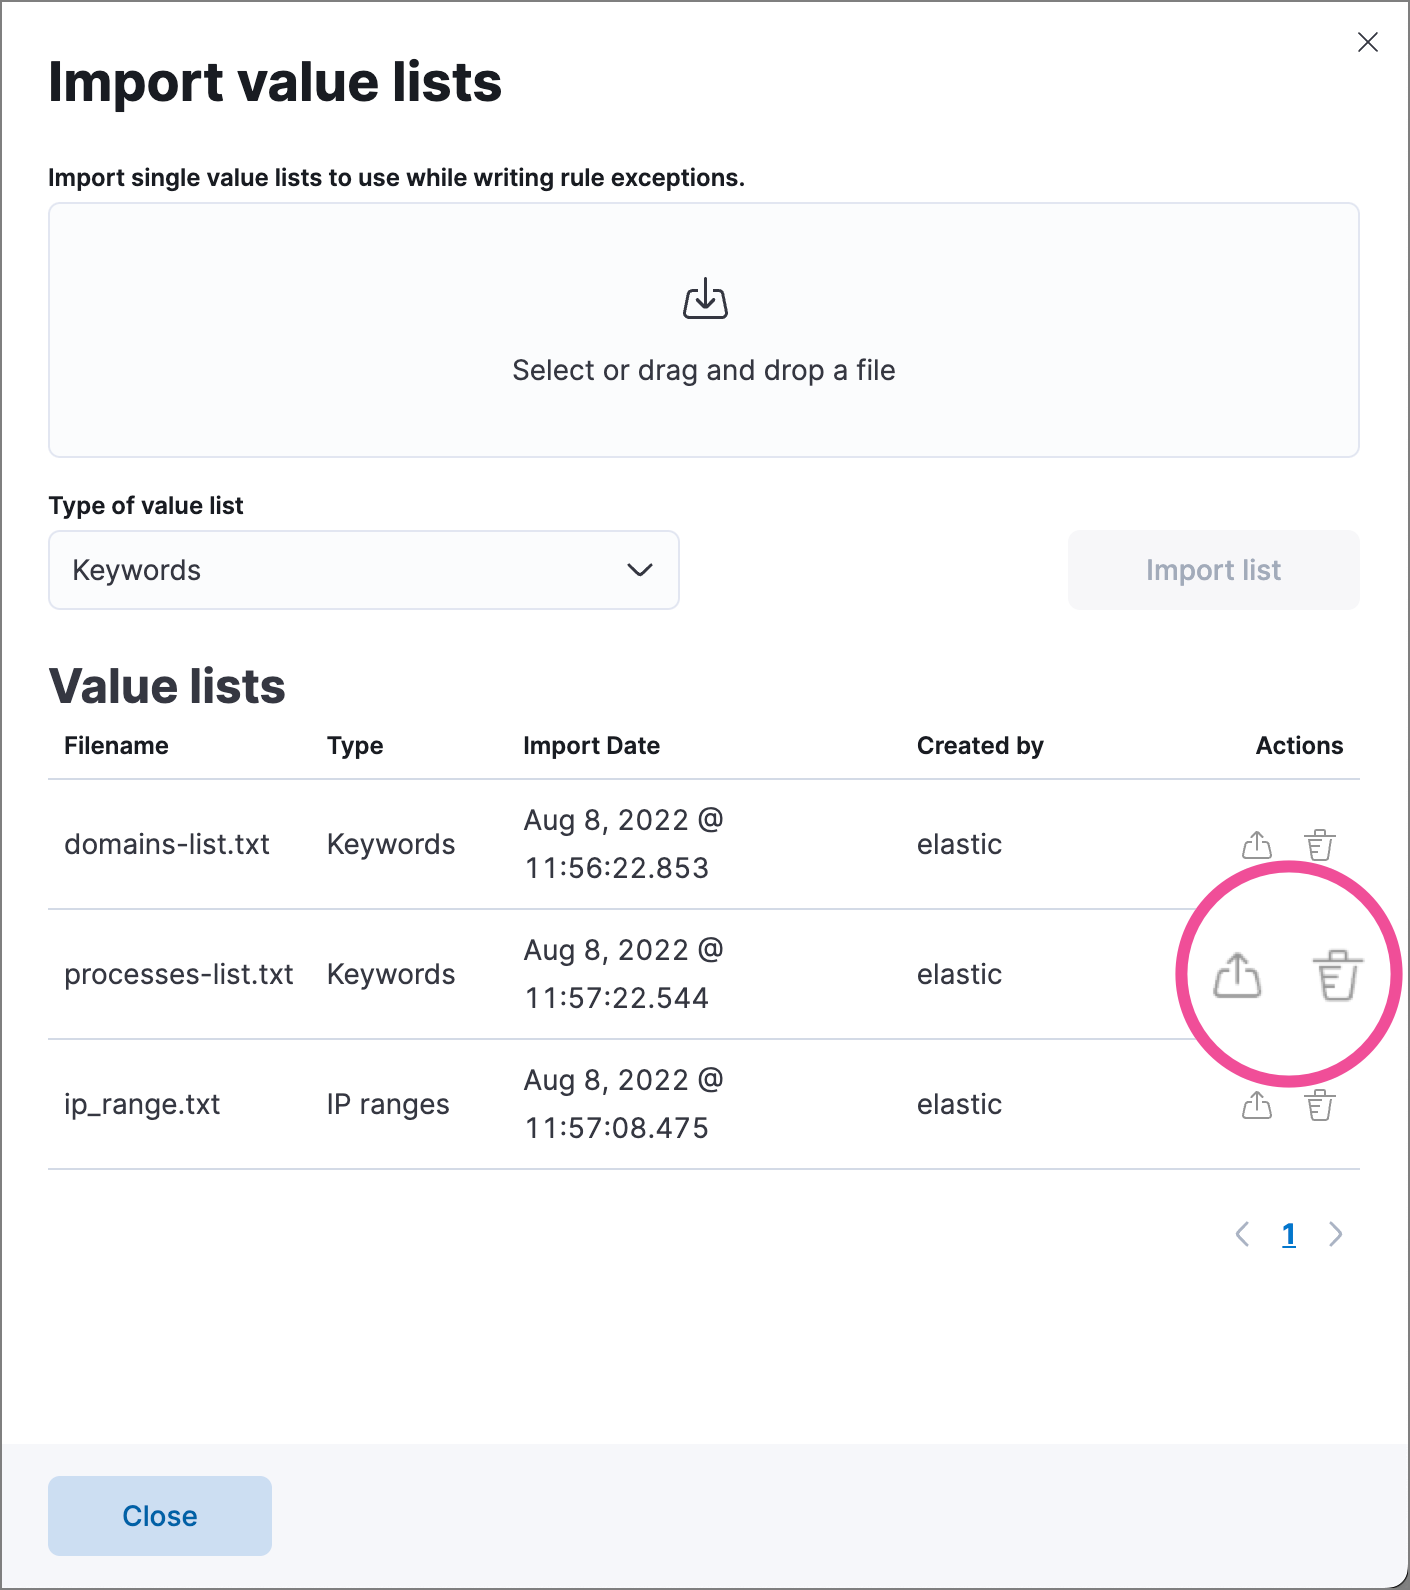 Import value lists
Import single value lists to use while writing rule exceptions.
Select or drag and drop a file
Type of value list
Keywords
Import list
Value lists
Filename Type Import Date Created by Actions
domains-list.txt Keywords Aug 8, 2022 @ elastic
11:56:22.853
processes-list.txt Keywords Aug 8, 2022 @ elastic
11:57:22.544
ip_range.txt IP ranges Aug 8, 2022 @ elastic
11:57:08.475
1
Close